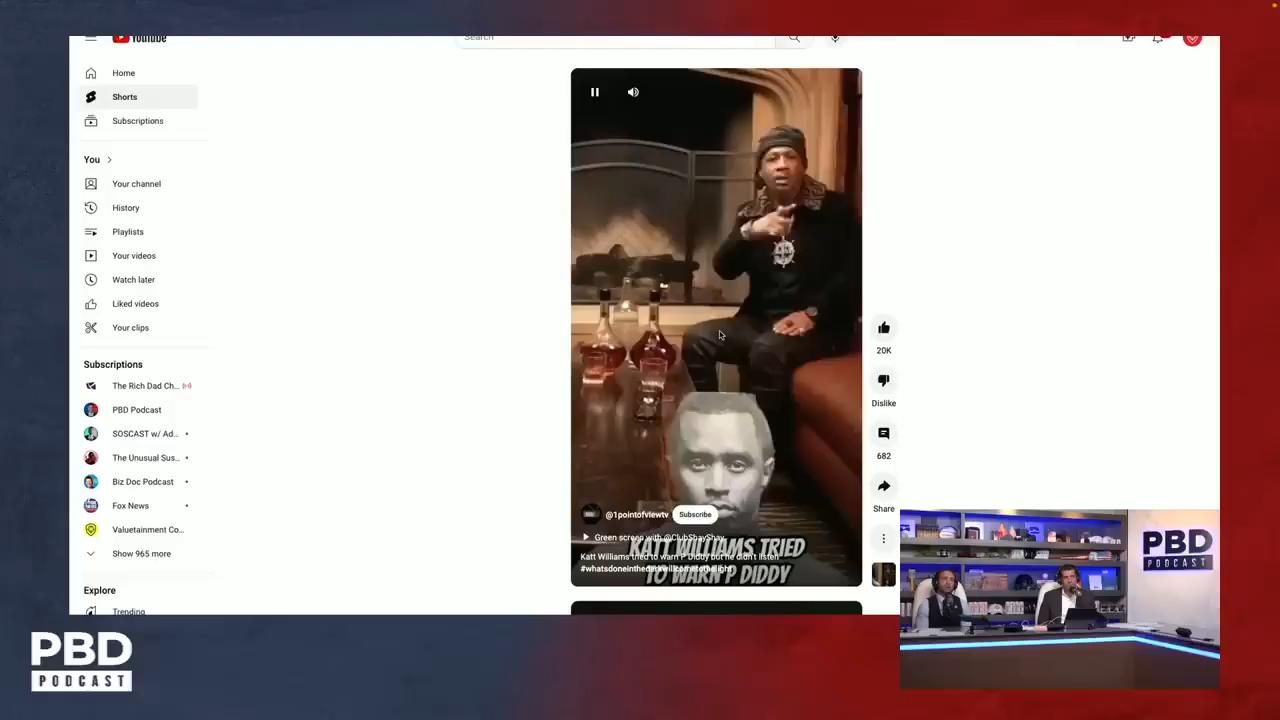 YouTube
Search
Home
Shorts
Subscriptions
You
Your channel
History
Playlists
Your videos
Watch later
Liked videos
Your clips
Subscriptions
The Rich Dad Ch...
PBD Podcast
SOSCAST w/ Ad...
The Unusual Sus...
Biz Doc Podcast
Fox News
Valuetainment Co...
Show 965 more
Explore
Trending
20K
Dislike
682
Share
@1pointofviewtv
Subscribe
Green screen with @ClubShayShay
Katt Williams tried to warn P Diddy but he didn't listen
#whatsdoneinthedarkwillcometothelight
KATT WILLIAMS TRIED
TO WARN P DIDDY
PBD
PODCAST
PBD
PODCAST